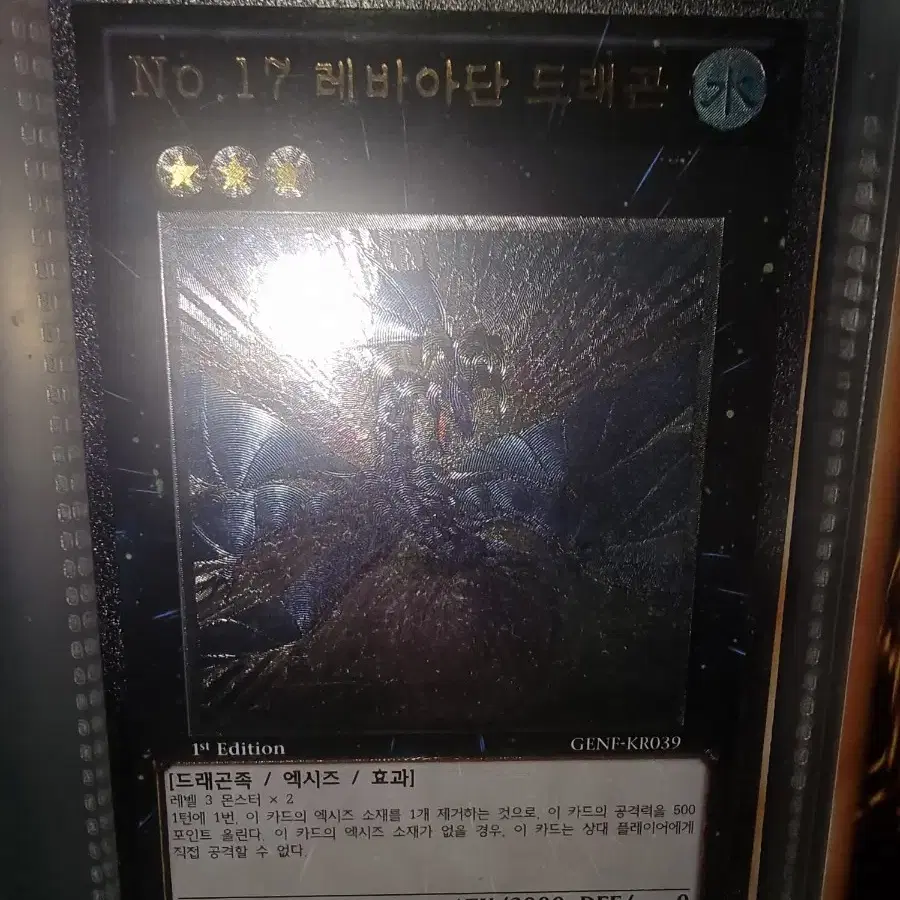 No.17 레바아단 드래곤
水
1st Edition
GENF-KR039
[드래곤족 / 엑시즈 / 효과]
레벨 3 몬스터 × 2
1턴에 1번, 이 카드의 엑시즈 소재를 1개 제거하는 것으로, 이 카드의 공격력을 500
포인트 올린다. 이 카드의 엑시즈 소재가 없을 경우, 이 카드는 상대 플레이어에게
직접 공격할 수 없다.